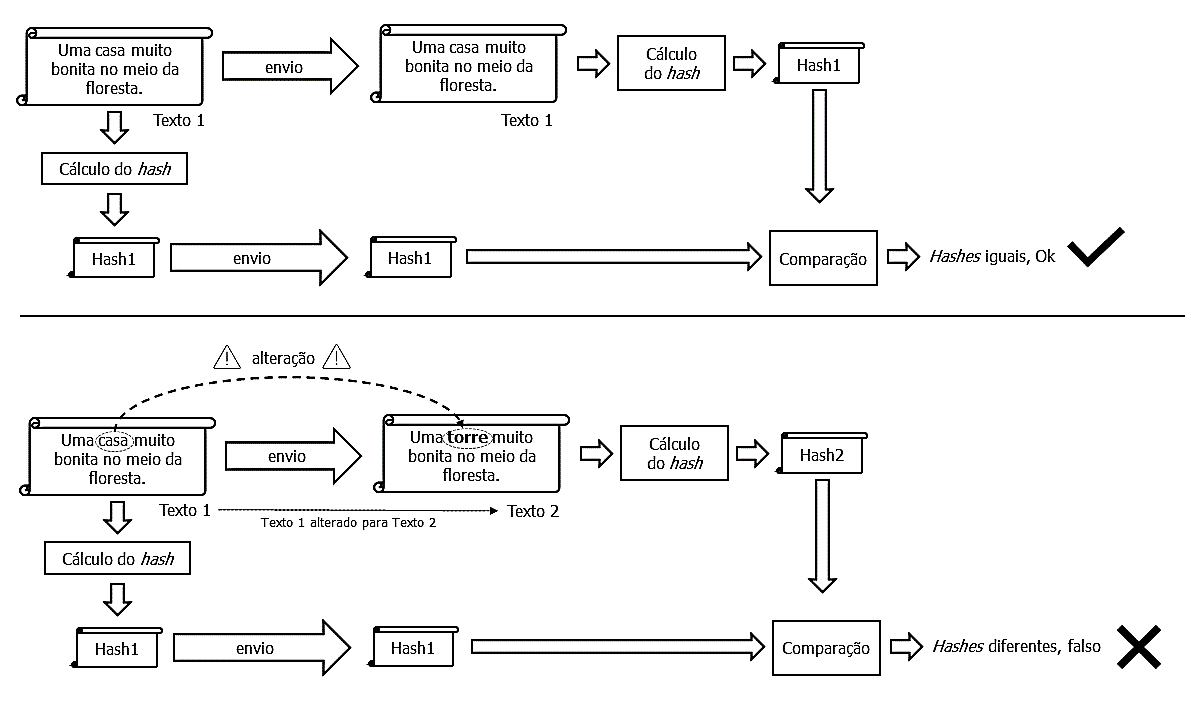 Uma casa muito
bonita no meio da
floresta.
envio
Uma casa muito
bonita no meio da
floresta.
Cálculo
do hash
Hash1
Texto 1
Texto 1
Cálculo do hash
Hash1
envio
Hash1
Comparação
Hashes iguais, Ok
alteração
Uma casa muito
bonita no meio da
floresta.
envio
Uma torre muito
bonita no meio da
floresta.
Cálculo
do hash
Hash2
Texto 1
Texto 1 alterado para Texto 2
Texto 2
Cálculo do hash
Hash1
envio
Hash1
Comparação
Hashes diferentes, falso